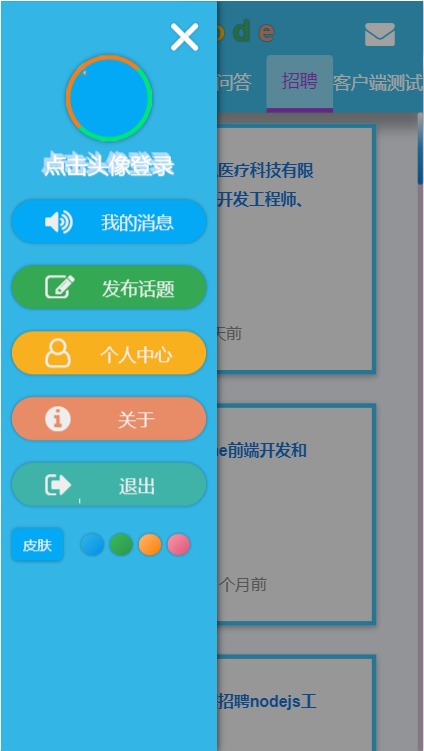 ode
问答 招聘 客户端测试
点击头像登录
我的消息
发布话题
个人中心
关于
退出
皮肤
医疗科技有限
开发工程师、
天前
e前端开发和
个月前
招聘nodejs工